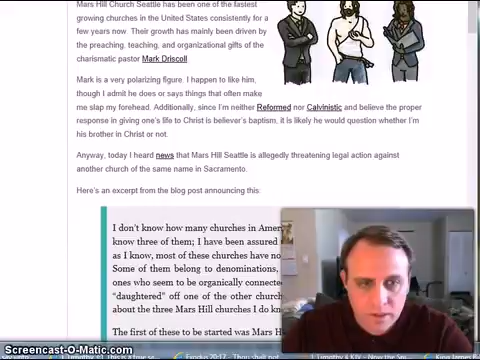 Mars Hill Church Seattle has been one of the fastest
growing churches in the United States consistently for a
few years now  Their growth has mainly been driven by
the preaching, teaching, and organizational gifts of the
charismatic pastor Mark Driscoll
Mark is a very polarizing figure. I happen to like him,
though I admit he does or says things that often make
me slap my forehead. Additionally, since I'm neither Reformed nor Calvinistic and believe the proper
response in giving one's life to Christ is believer's baptism, it is likely he would question whether I'm
his brother in Christ or not.
Anyway, today I heard news that Mars Hill Seattle is allegedly threatening legal action against
another church of the same name in Sacramento.
Here's an excerpt from the blog post announcing this:
I don't know how many churches in
know three of them; I have been assured
as I know, most of these churches have no
Some of them belong to denominations,
ones who seem to be organically connected
"daughtered" off one of the other
about the three Mars Hill churches I do
The first of these to be started was Mars
Screencast-O-Matic.com